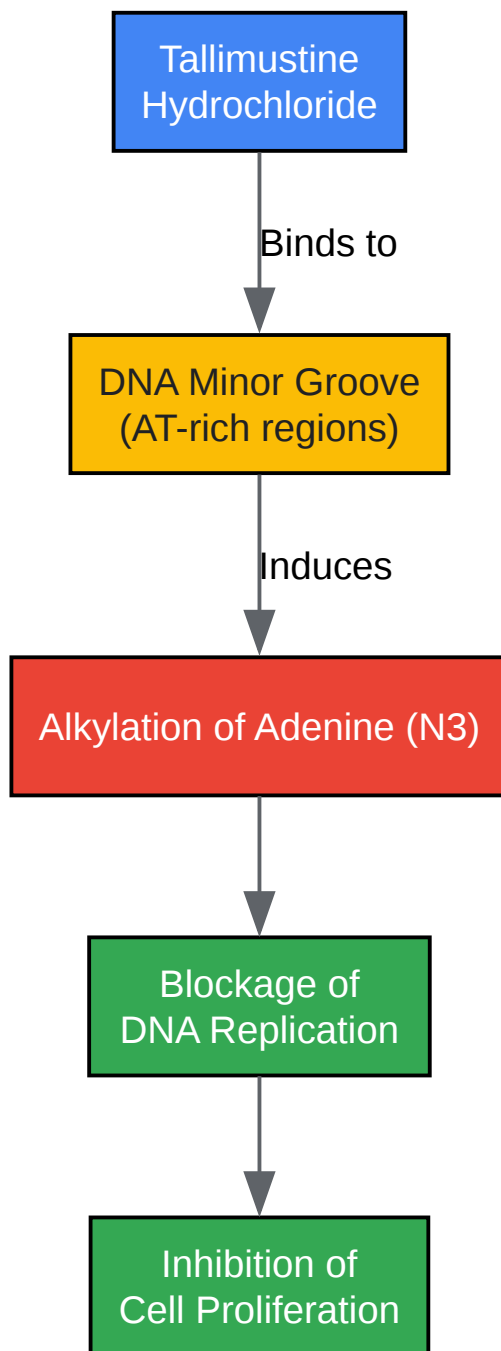 Tallimustine
Hydrochloride
Binds to
DNA Minor Groove
(AT-rich regions)
Induces
Alkylation of Adenine (N3)
Blockage of
DNA Replication
Inhibition of
Cell Proliferation